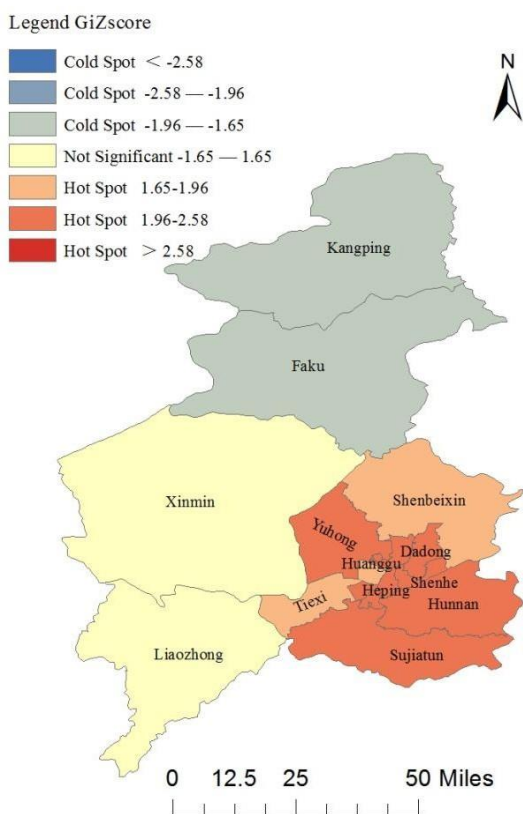 Legend GiZscore
Cold Spot < -2.58
Cold Spot -2.58 — -1.96
Cold Spot -1.96 — -1.65
Not Significant -1.65 — 1.65
Hot Spot 1.65-1.96
Hot Spot 1.96-2.58
Hot Spot > 2.58
N
Kangping
Faku
Xinmin
Shenbeixin
Yuhong
Dadong
Huanggu
Shenhe
Heping
Hunnan
Tiexi
Liaozhong
Sujiatun
0 12.5 25 50 Miles